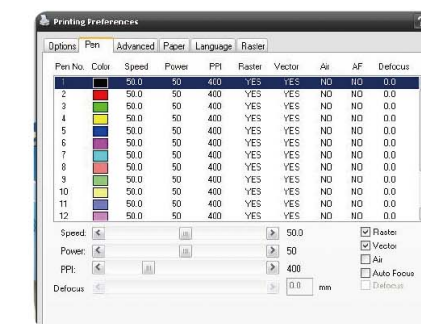 Printing Preferences
Options Pen Advanced Paper Language Raster
Pen No. Color Speed Power PPI Raster Vector Air AF Defocus
1 50.0 50 400 YES YES NO NO 0.0
2 50.0 50 400 YES YES NO NO 0.0
3 50.0 50 400 YES YES NO NO 0.0
4 50.0 50 400 YES YES NO NO 0.0
5 50.0 50 400 YES YES NO NO 0.0
6 50.0 50 400 YES YES NO NO 0.0
7 50.0 50 400 YES YES NO NO 0.0
8 50.0 50 400 YES YES NO NO 0.0
9 50.0 50 400 YES YES NO NO 0.0
10 50.0 50 400 YES YES NO NO 0.0
11 50.0 50 400 YES YES NO NO 0.0
12 50.0 50 400 YES YES NO NO 0.0
Speed: 50.0 Raster
Power: 50 Vector
Air
PPI: 400 Auto Focus
Defocus 0.0 mm Defocus